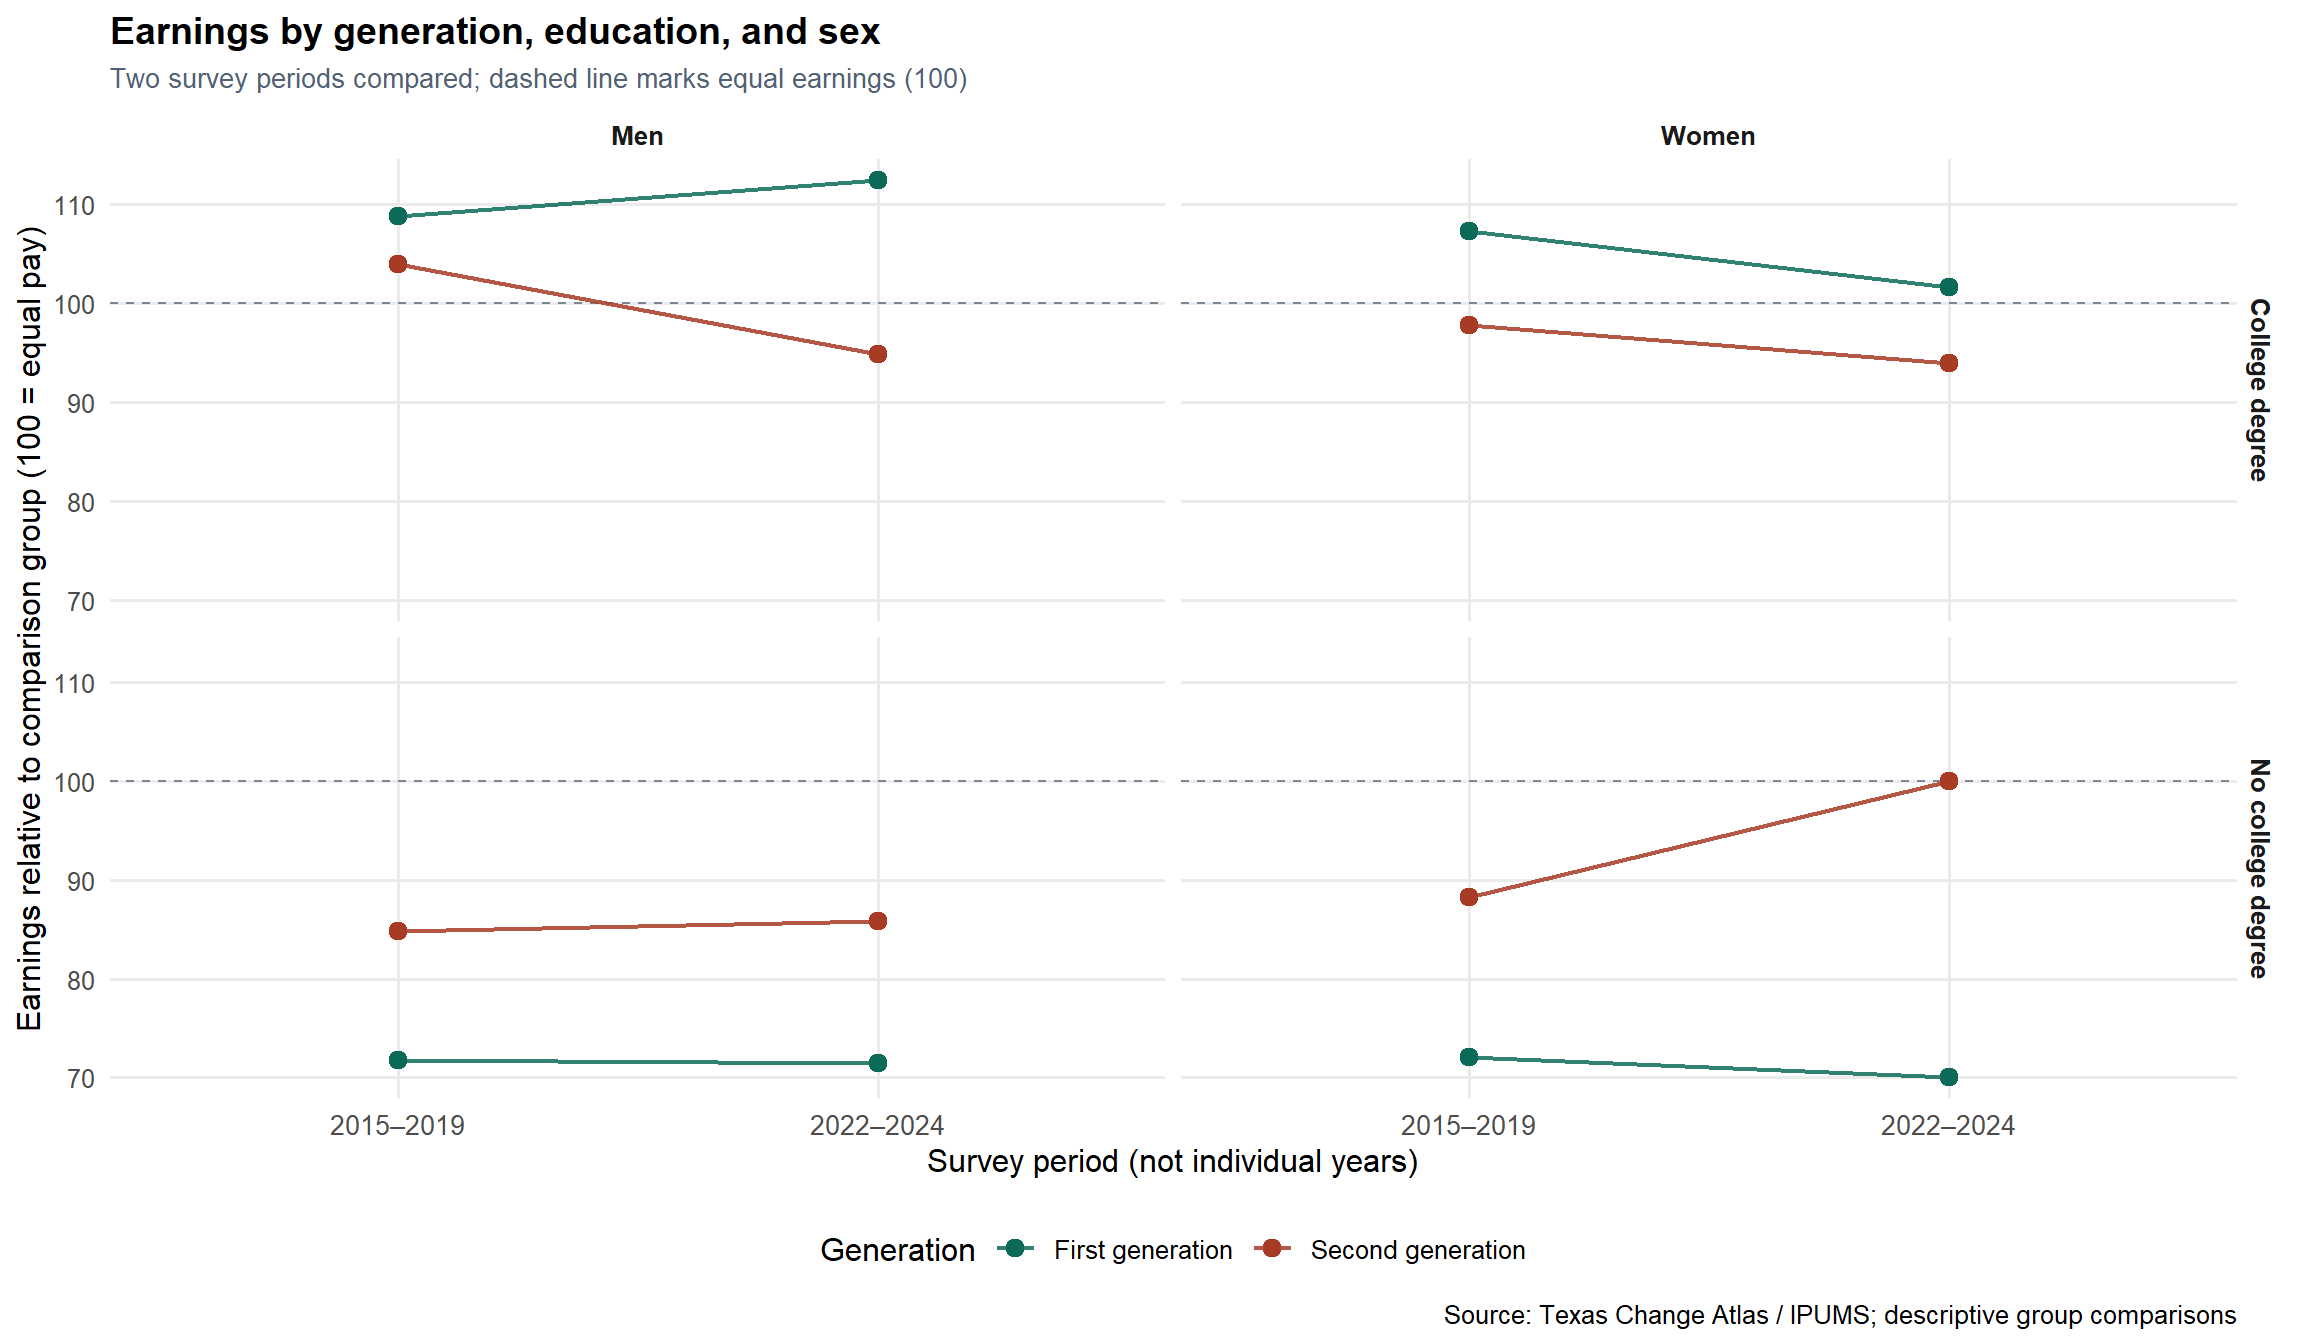 Earnings by generation, education, and sex
Two survey periods compared; dashed line marks equal earnings (100)
Men
Women
Earnings relative to comparison group (100 = equal pay)
110
100
90
80
70
College degree
110
100
90
80
70
No college degree
2015–2019
2022–2024
2015–2019
2022–2024
Survey period (not individual years)
Generation
First generation
Second generation
Source: Texas Change Atlas / IPUMS; descriptive group comparisons